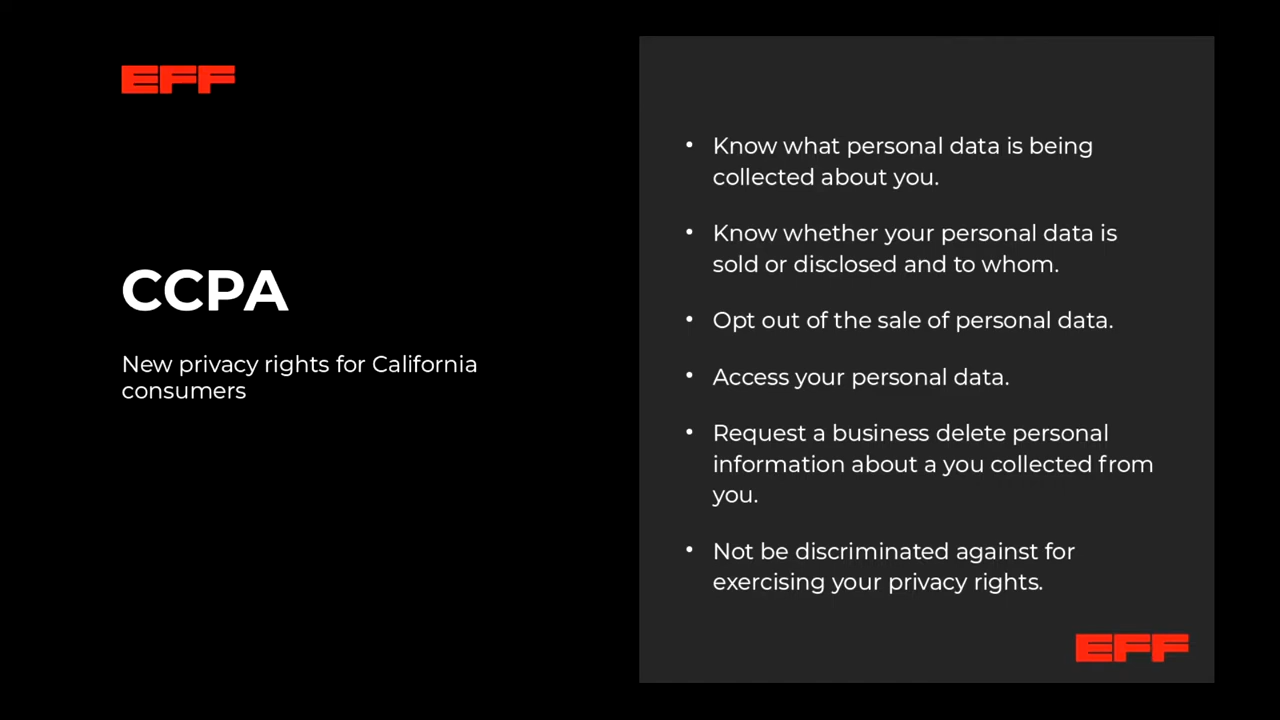 EFF
CCPA
New privacy rights for California
consumers
• Know what personal data is being
collected about you.
• Know whether your personal data is
sold or disclosed and to whom.
• Opt out of the sale of personal data.
• Access your personal data.
• Request a business delete personal
information about a you collected from
you.
• Not be discriminated against for
exercising your privacy rights.
EFF